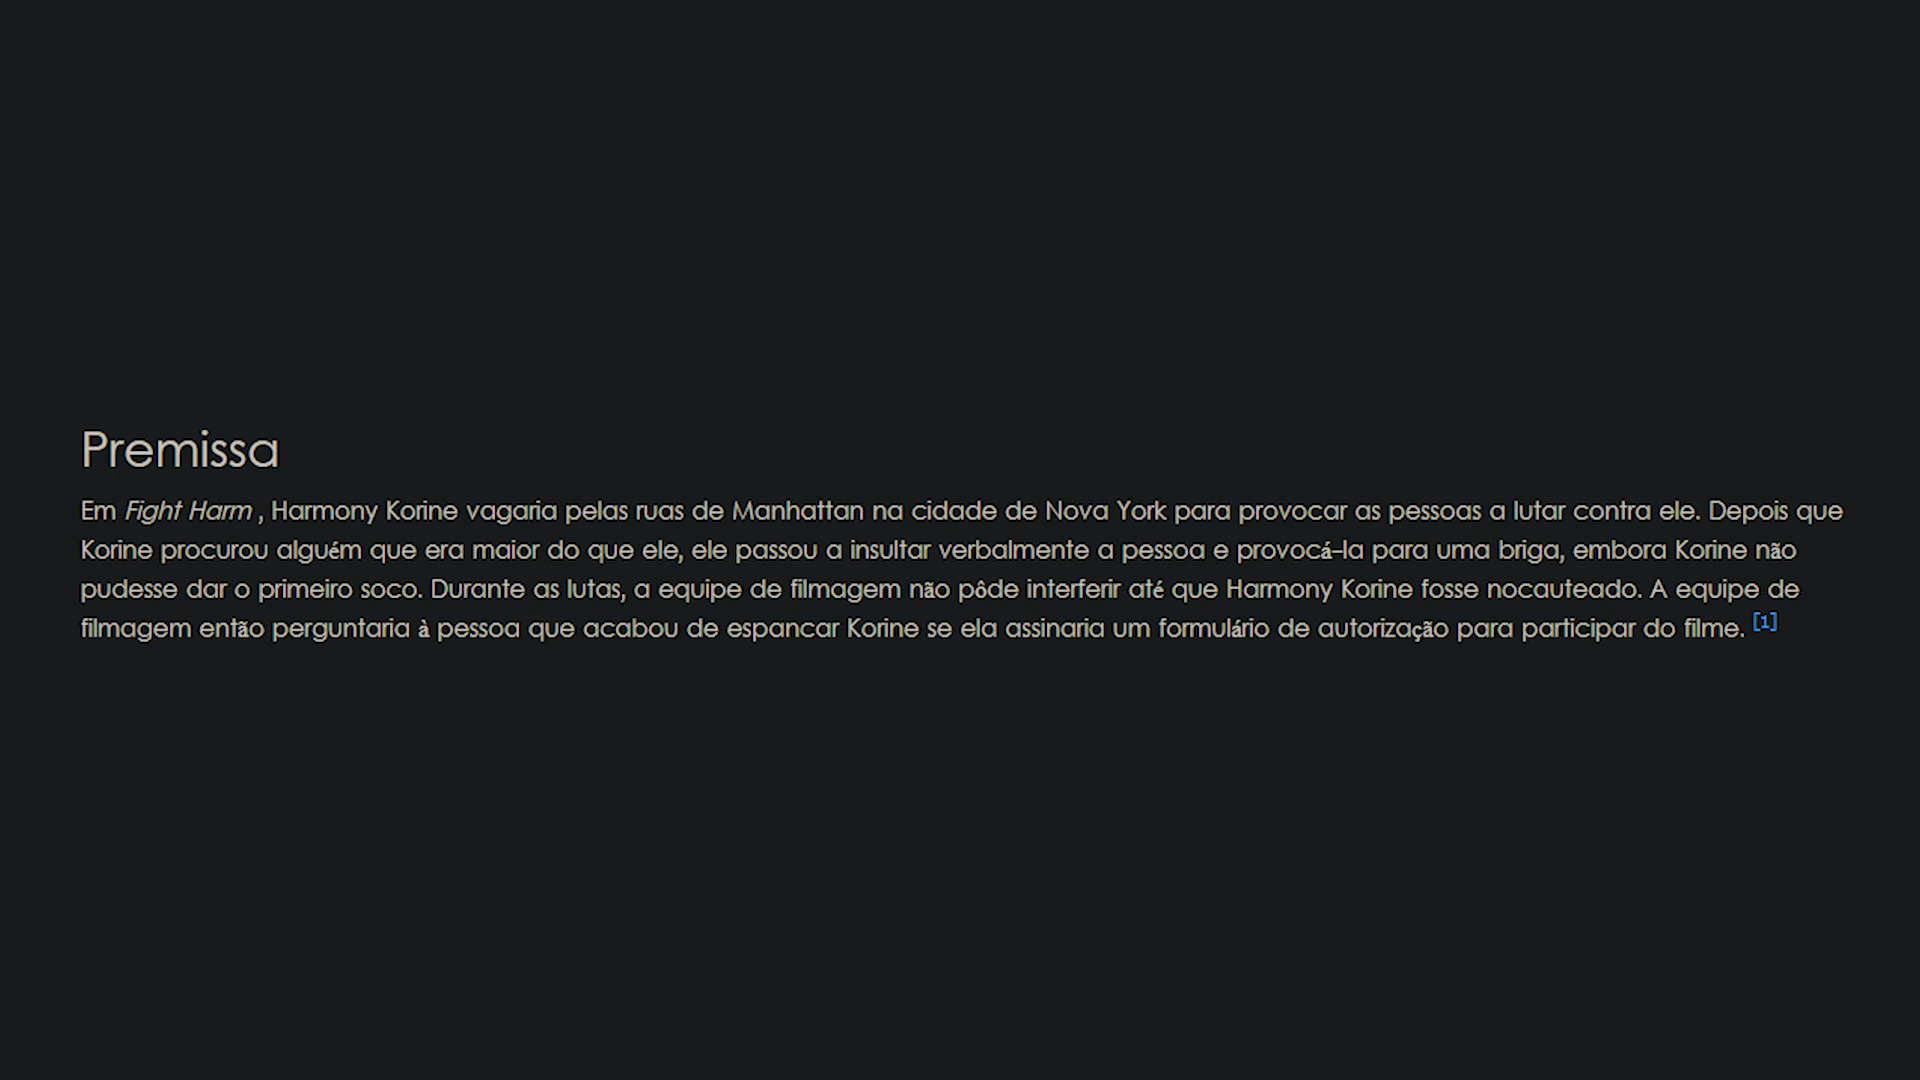 Premissa
Em Fight Harm , Harmony Korine vagaria pelas ruas de Manhattan na cidade de Nova York para provocar as pessoas a lutar contra ele. Depois que
Korine procurou alguém que era maior do que ele, ele passou a insultar verbalmente a pessoa e provocá-la para uma briga, embora Korine não
pudesse dar o primeiro soco. Durante as lutas, a equipe de filmagem não pôde interferir até que Harmony Korine fosse nocauteado. A equipe de
filmagem então perguntaria à pessoa que acabou de espancar Korine se ela assinaria um formulário de autorização para participar do filme. [1]